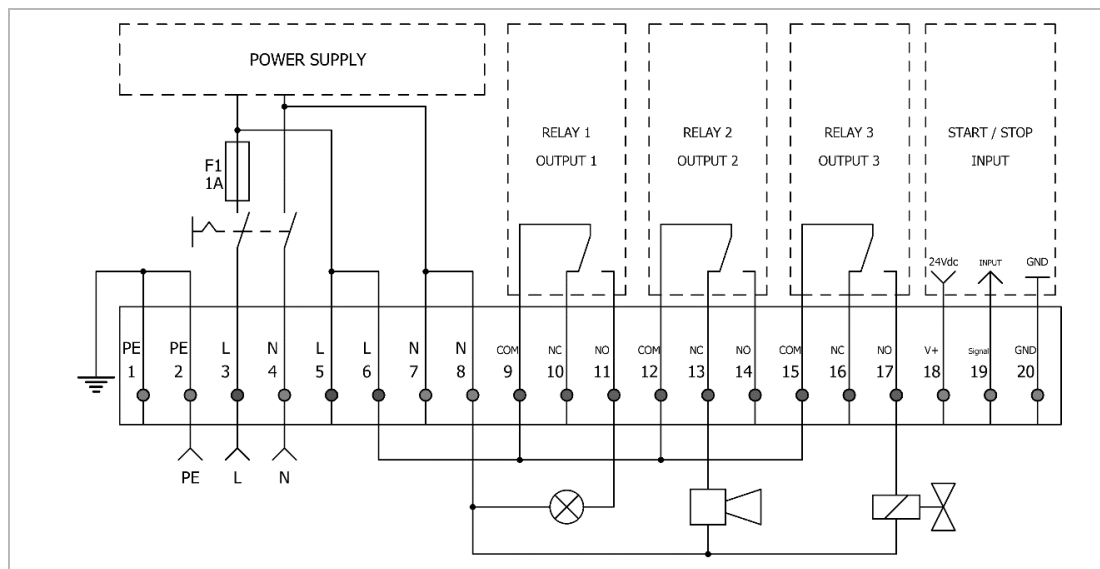 POWER SUPPLY
RELAY 1
OUTPUT 1
RELAY 2
OUTPUT 2
RELAY 3
OUTPUT 3
START / STOP
INPUT
F1
1A
24Vdc
INPUT
GND
PE
1
PE
2
L
3
N
4
L
5
L
6
N
7
N
8
COM
9
NC
10
NO
11
COM
12
NC
13
NO
14
COM
15
NC
16
NO
17
V+
18
Signal
19
GND
20
PE
L
N